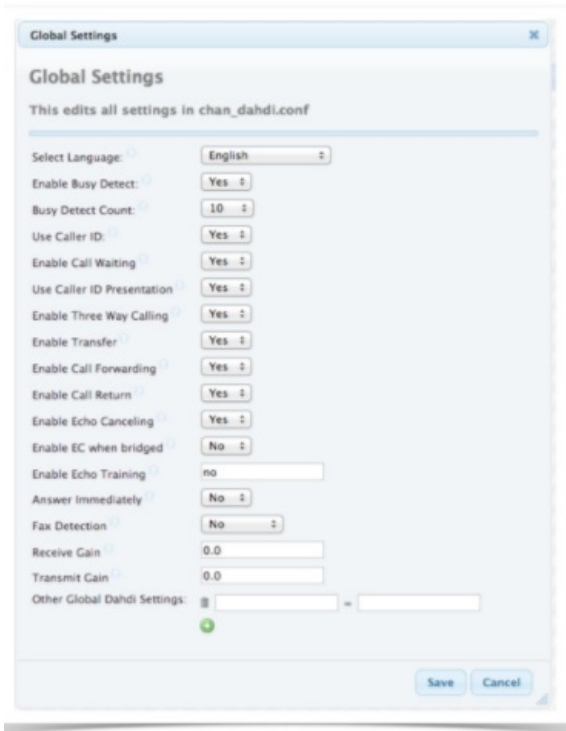 Global Settings
Global Settings
This edits all settings in chan_dahdi.conf
Select Language: English
Enable Busy Detect: Yes
Busy Detect Count: 10
Use Caller ID: Yes
Enable Call Waiting Yes
Use Caller ID Presentation Yes
Enable Three Way Calling Yes
Enable Transfer Yes
Enable Call Forwarding Yes
Enable Call Return Yes
Enable Echo Canceling Yes
Enable EC when bridged No
Enable Echo Training no
Answer Immediately No
Fax Detection No
Receive Gain 0.0
Transmit Gain 0.0
Other Global Dahdi Settings: =
Save Cancel